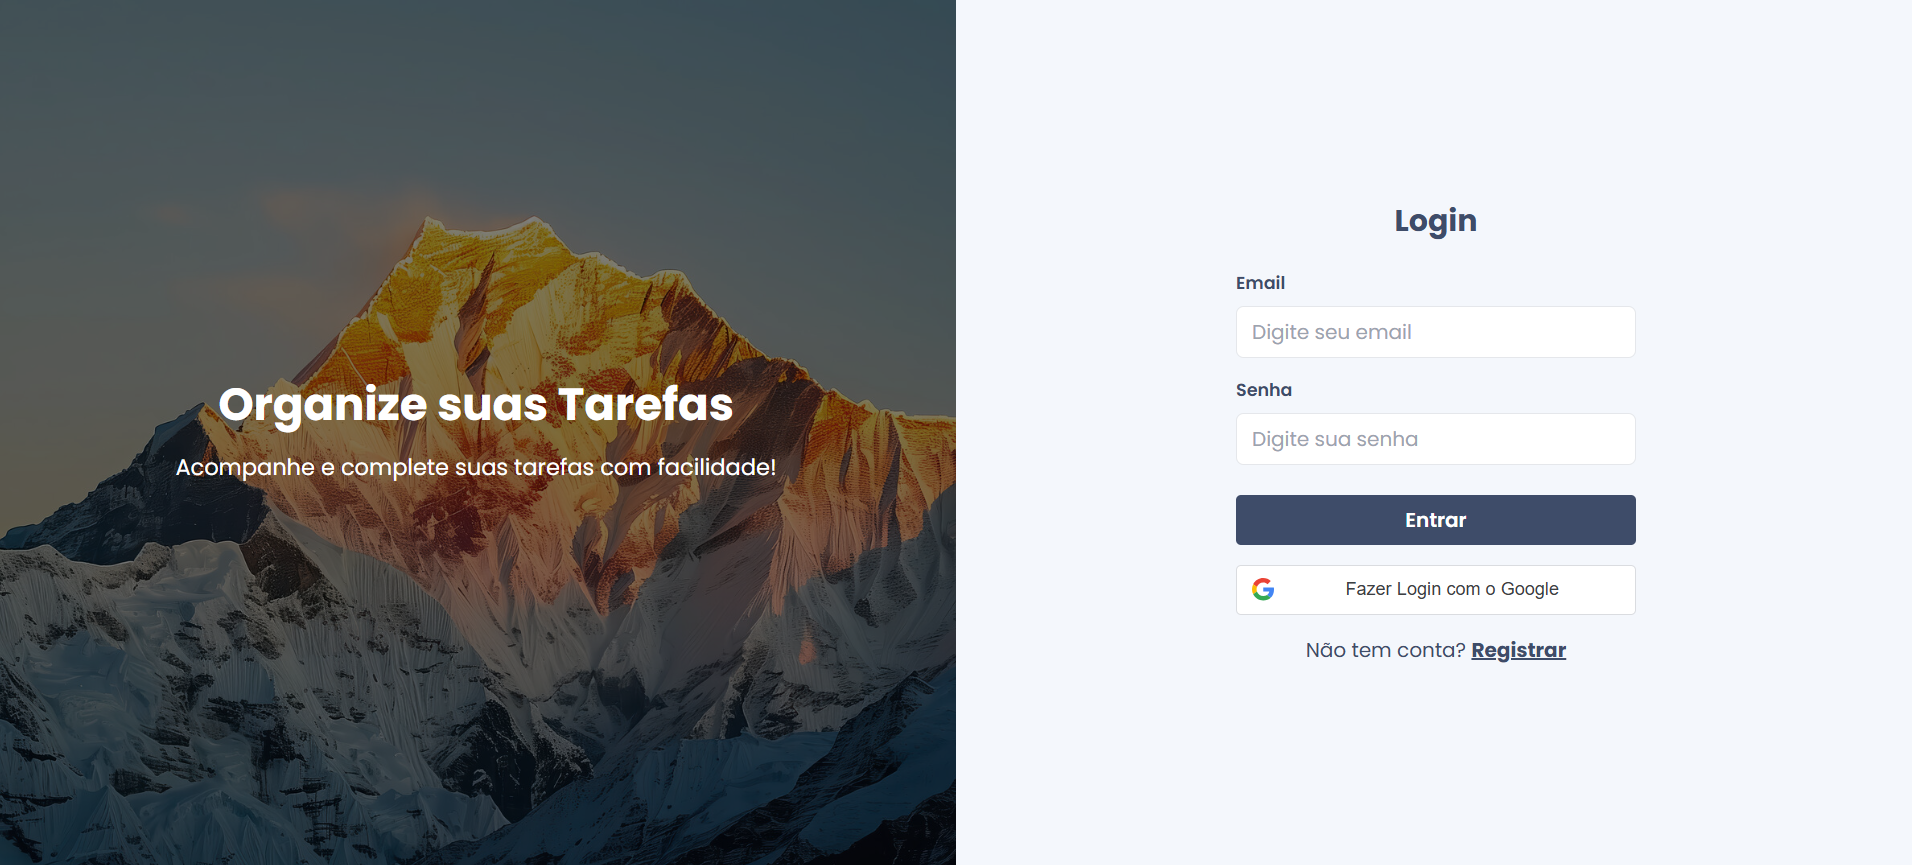 Organize suas Tarefas
Acompanhe e complete suas tarefas com facilidade!
Login
Email
Digite seu email
Senha
Digite sua senha
Entrar
Fazer Login com o Google
Não tem conta? Registrar